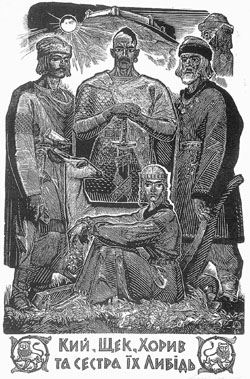 КИЙ, ЩЕК, ХОРИВ
ТА СЕСТРА ЇХ ЛИБІДЬ